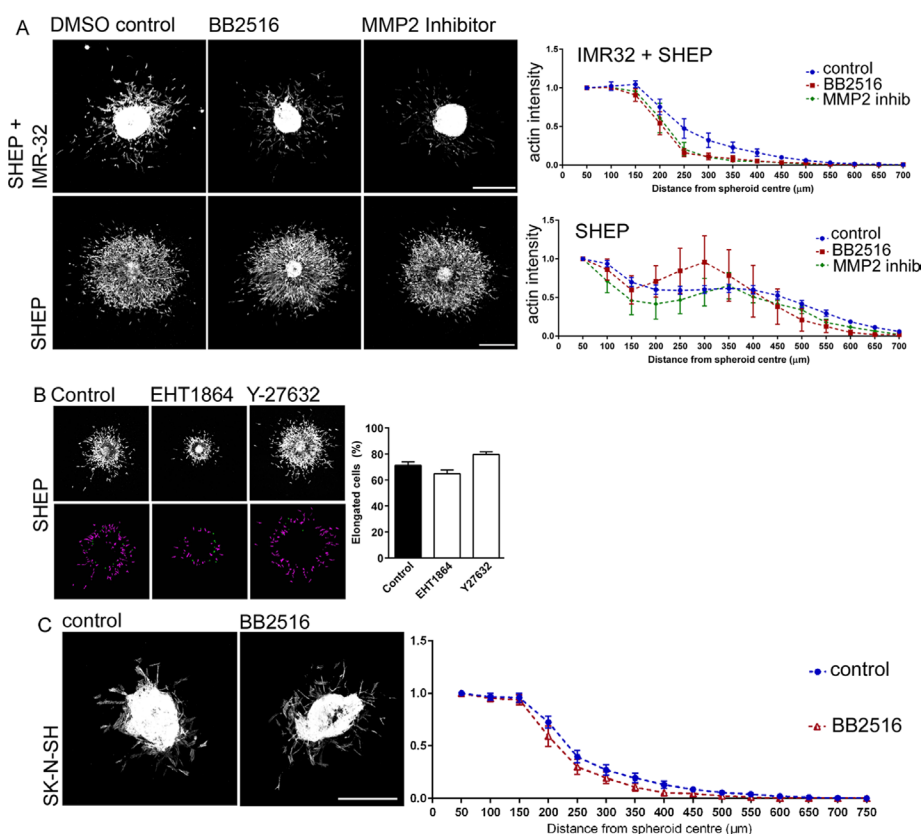 A
DMSO control
BB2516
MMP2 Inhibitor
SHEP +
IMR-32
SHEP
IMR32 + SHEP
control
BB2516
MMP2 inhib
actin intensity
1.5
1.0
0.5
0.0
0 50 100 150 200 250 300 350 400 450 500 550 600 650 700
Distance from spheroid centre (μm)
SHEP
control
BB2516
MMP2 inhib
actin intensity
1.5
1.0
0.5
0.0
0 50 100 150 200 250 300 350 400 450 500 550 600 650 700
Distance from spheroid centre (μm)
B
Control
EHT1864
Y-27632
SHEP
Elongated cells (%)
100
80
60
40
20
0
Control
EHT1864
Y27632
C
control
BB2516
SK-N-SH
1.5
1.0
0.5
0.0
control
BB2516
0 50 100 150 200 250 300 350 400 450 500 550 600 650 700 750
Distance from spheroid centre (μm)